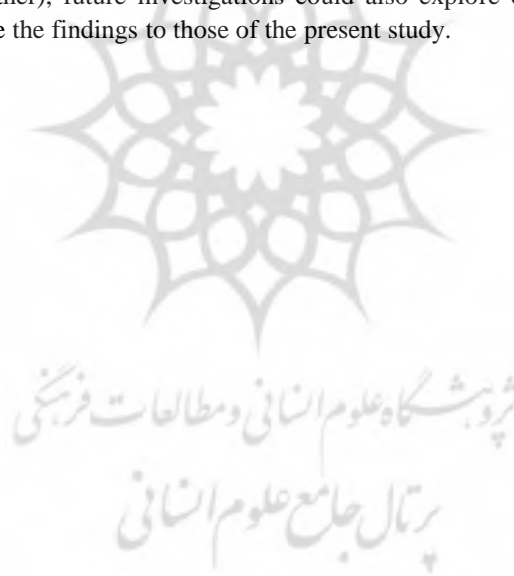 ther), future investigations could also explore
e the findings to those of the present study.
پژوهشگاه علوم انسانی و مطالعات فرهنگی
پرتال جامع علوم انسانی